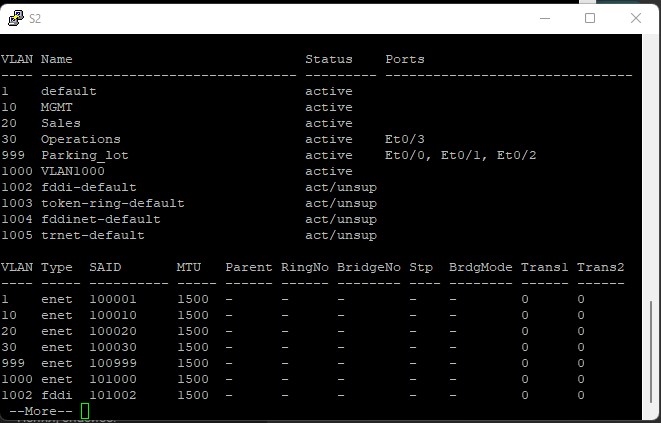 S2
VLAN Name                             Status    Ports
---- -------------------------------- --------- -------------------------------
1    default                          active
10   MGMT                             active
20   Sales                            active
30   Operations                       active    Et0/3
999  Parking_lot                      active    Et0/0, Et0/1, Et0/2
1000 VLAN1000                         active
1002 fddi-default                     act/unsup
1003 token-ring-default               act/unsup
1004 fddinet-default                  act/unsup
1005 trnet-default                    act/unsup
VLAN Type  SAID       MTU   Parent RingNo BridgeNo Stp  BrdgMode Trans1 Trans2
---- ----- ---------- ----- ------ ------ -------- ---- -------- ------ ------
1    enet  100001     1500  -      -      -        -    -        0      0
10   enet  100010     1500  -      -      -        -    -        0      0
20   enet  100020     1500  -      -      -        -    -        0      0
30   enet  100030     1500  -      -      -        -    -        0      0
999  enet  100999     1500  -      -      -        -    -        0      0
1000 enet  101000     1500  -      -      -        -    -        0      0
1002 fddi  101002     1500  -      -      -        -    -        0      0
--More--